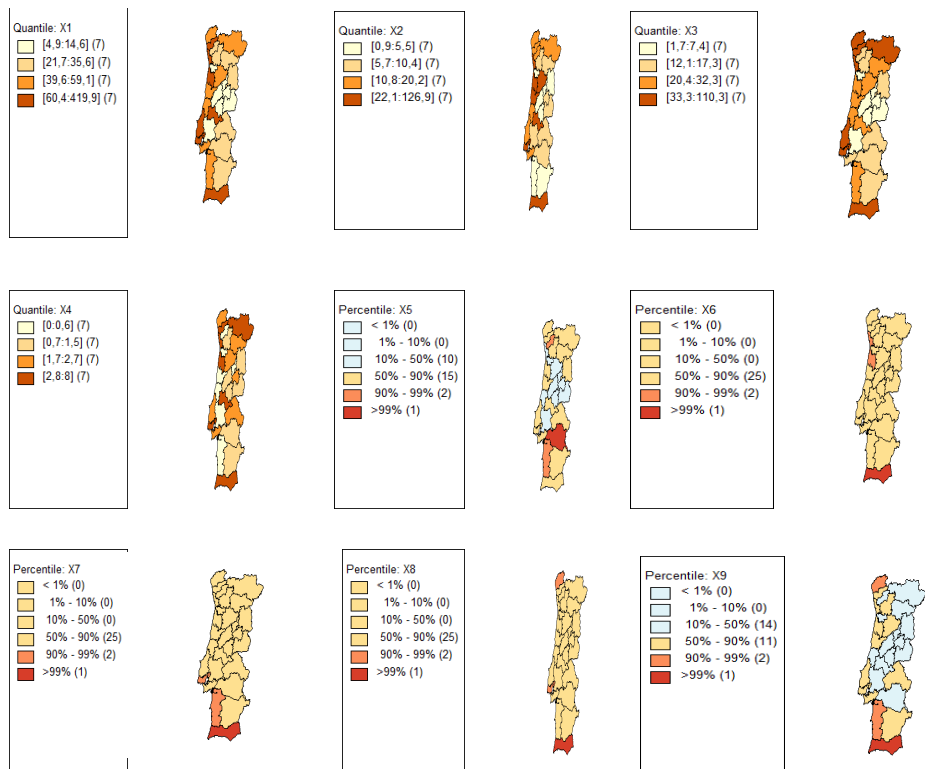 Quantile: X1
[4,9:14,6] (7)
[21,7:35,6] (7)
[39,6:59,1] (7)
[60,4:419,9] (7)
Quantile: X2
[0,9:5,5] (7)
[5,7:10,4] (7)
[10,8:20,2] (7)
[22,1:126,9] (7)
Quantile: X3
[1,7:7,4] (7)
[12,1:17,3] (7)
[20,4:32,3] (7)
[33,3:110,3] (7)
Quantile: X4
[0:0,6] (7)
[0,7:1,5] (7)
[1,7:2,7] (7)
[2,8:8] (7)
Percentile: X5
< 1% (0)
1% - 10% (0)
10% - 50% (10)
50% - 90% (15)
90% - 99% (2)
>99% (1)
Percentile: X6
< 1% (0)
1% - 10% (0)
10% - 50% (0)
50% - 90% (25)
90% - 99% (2)
>99% (1)
Percentile: X7
< 1% (0)
1% - 10% (0)
10% - 50% (0)
50% - 90% (25)
90% - 99% (2)
>99% (1)
Percentile: X8
< 1% (0)
1% - 10% (0)
10% - 50% (0)
50% - 90% (25)
90% - 99% (2)
>99% (1)
Percentile: X9
< 1% (0)
1% - 10% (0)
10% - 50% (14)
50% - 90% (11)
90% - 99% (2)
>99% (1)